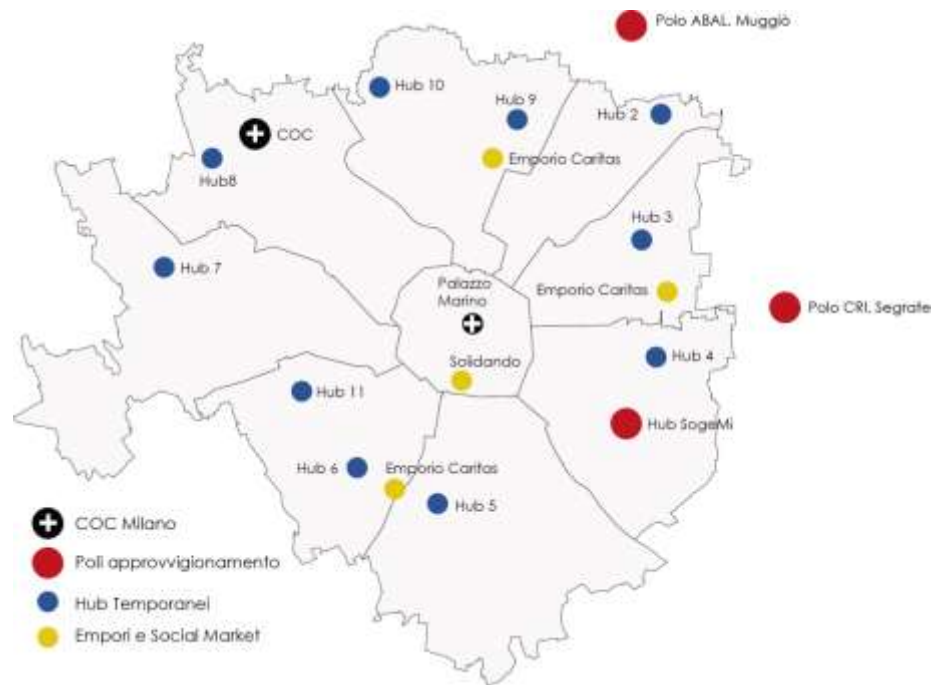 Polo ABAL, Muggiò
Hub 10
Hub 9
Hub 2
COC
Emporio Caritas
Hub8
Hub 3
Hub 7
Palazzo
Marino
Emporio Caritas
Polo CRI, Segrate
Solidando
Hub 4
Hub 11
Hub SogeMi
Hub 6
Emporio Caritas
Hub 5
COC Milano
Poli approvvigionamento
Hub Temporanei
Empori e Social Market